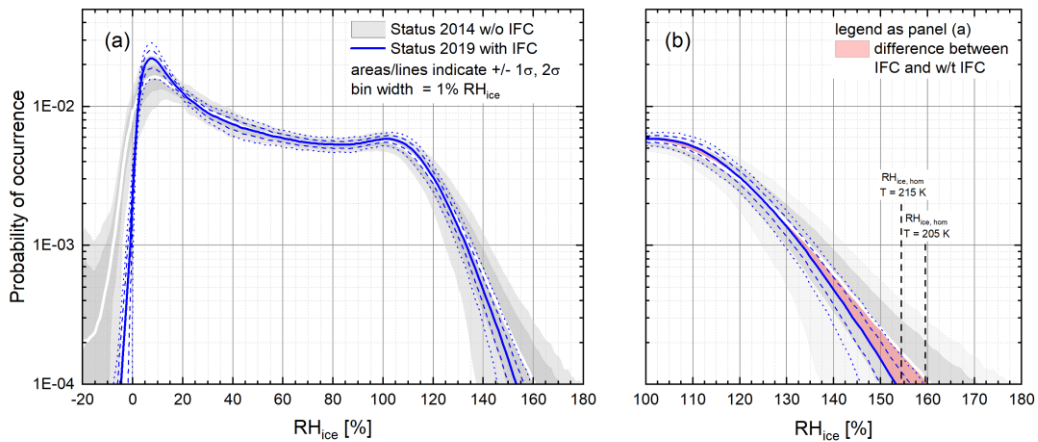 (a)
Status 2014 w/o IFC
Status 2019 with IFC
areas/lines indicate +/- 1σ, 2σ
bin width = 1% RHice
Probability of occurrence
1E-02
1E-03
1E-04
-20 0 20 40 60 80 100 120 140 160 180
RHice [%]
(b)
legend as panel (a)
difference between
IFC and w/t IFC
RHice, hom
T = 215 K
RHice, hom
T = 205 K
100 110 120 130 140 150 160 170 180
RHice [%]